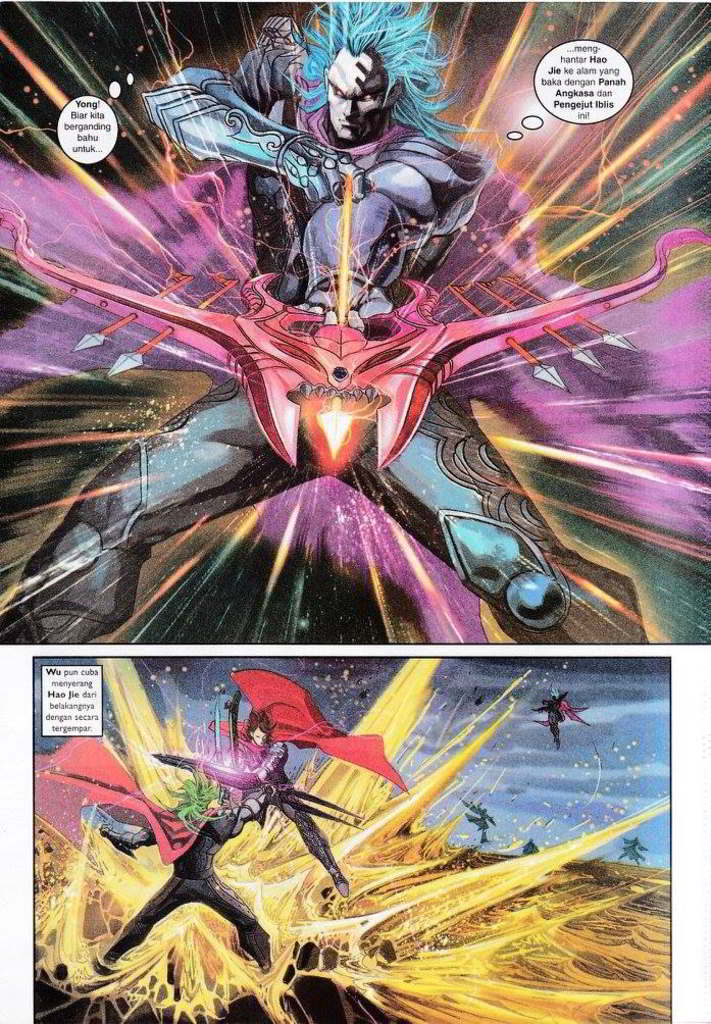 Yong!
Biar kita
berganding
bahu
untuk...
...meng-
hantar Hao
Jie ke alam yang
baka dengan Panah
Angkasa dan
Pengejut Iblis
ini!
Wu pun cuba
menyerang
Hao Jie dari
belakangnya
dengan secara
tergempar.